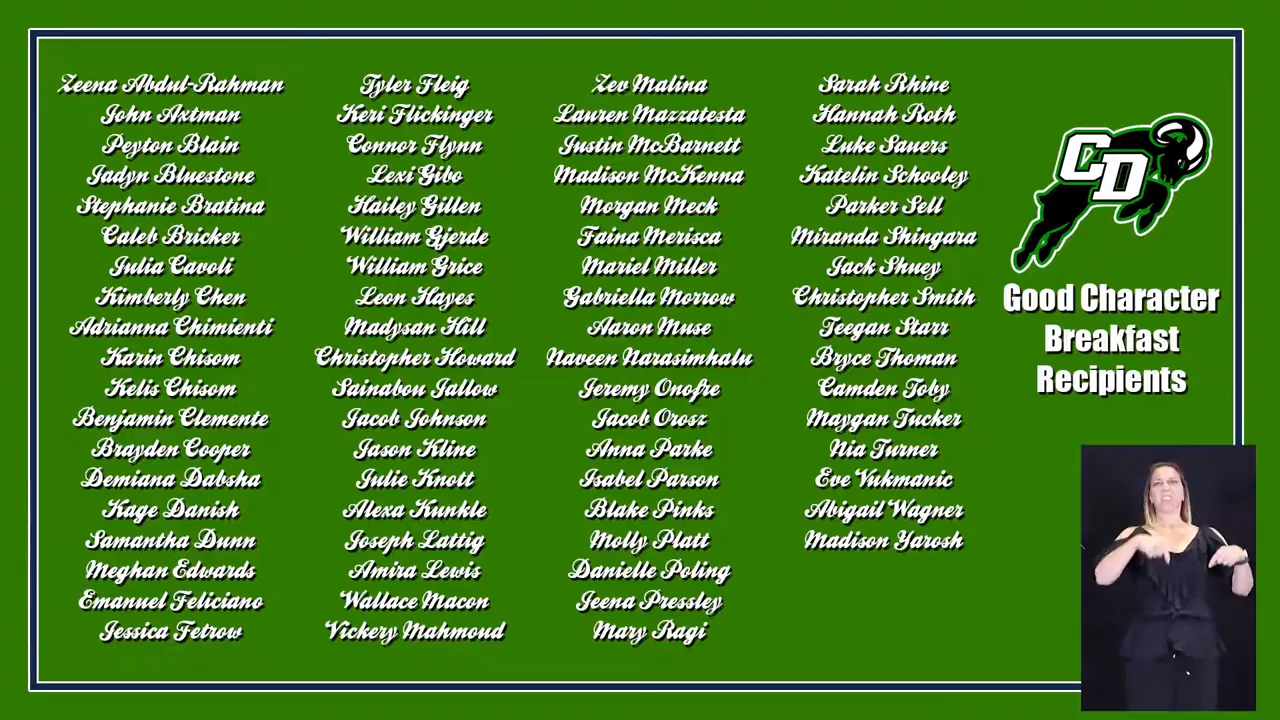 Zeena Abdul-Rahman
John Axtman
Peyton Blain
Jadyn Bluestone
Stephanie Bratina
Caleb Bricker
Julia Cavoli
Kimberly Chen
Adrianna Chimienti
Karin Chisom
Kelis Chisom
Benjamin Clemente
Brayden Cooper
Demiana Dabsha
Kage Danish
Samantha Dunn
Meghan Edwards
Emanuel Feliciano
Jessica Fetrow
Tyler Fleig
Keri Flickinger
Connor Flynn
Lexi Gibo
Hailey Gillen
William Gjerde
William Grice
Leon Hayes
Madysan Hill
Christopher Howard
Sainabou Jallow
Jacob Johnson
Jason Kline
Julie Knott
Alexa Kunkle
Joseph Lattig
Amira Lewis
Wallace Macon
Vickery Mahmoud
Zev Malina
Lauren Mazzatesta
Justin McBarnett
Madison McKenna
Morgan Meck
Faina Merisca
Mariel Miller
Gabriella Morrow
Aaron Muse
Naveen Narasimhalu
Jeremy Onofre
Jacob Orosz
Anna Parke
Isabel Parson
Blake Pinks
Molly Platt
Danielle Poling
Jeena Pressley
Mary Ragi
Sarah Rhine
Hannah Roth
Luke Sauers
Katelin Schooley
Parker Sell
Miranda Shingara
Jack Shuey
Christopher Smith
Teegan Starr
Bryce Thoman
Camden Toby
Maygan Tucker
Nia Turner
Eve Vukmanic
Abigail Wagner
Madison Yarosh
CD
Good Character
Breakfast
Recipients